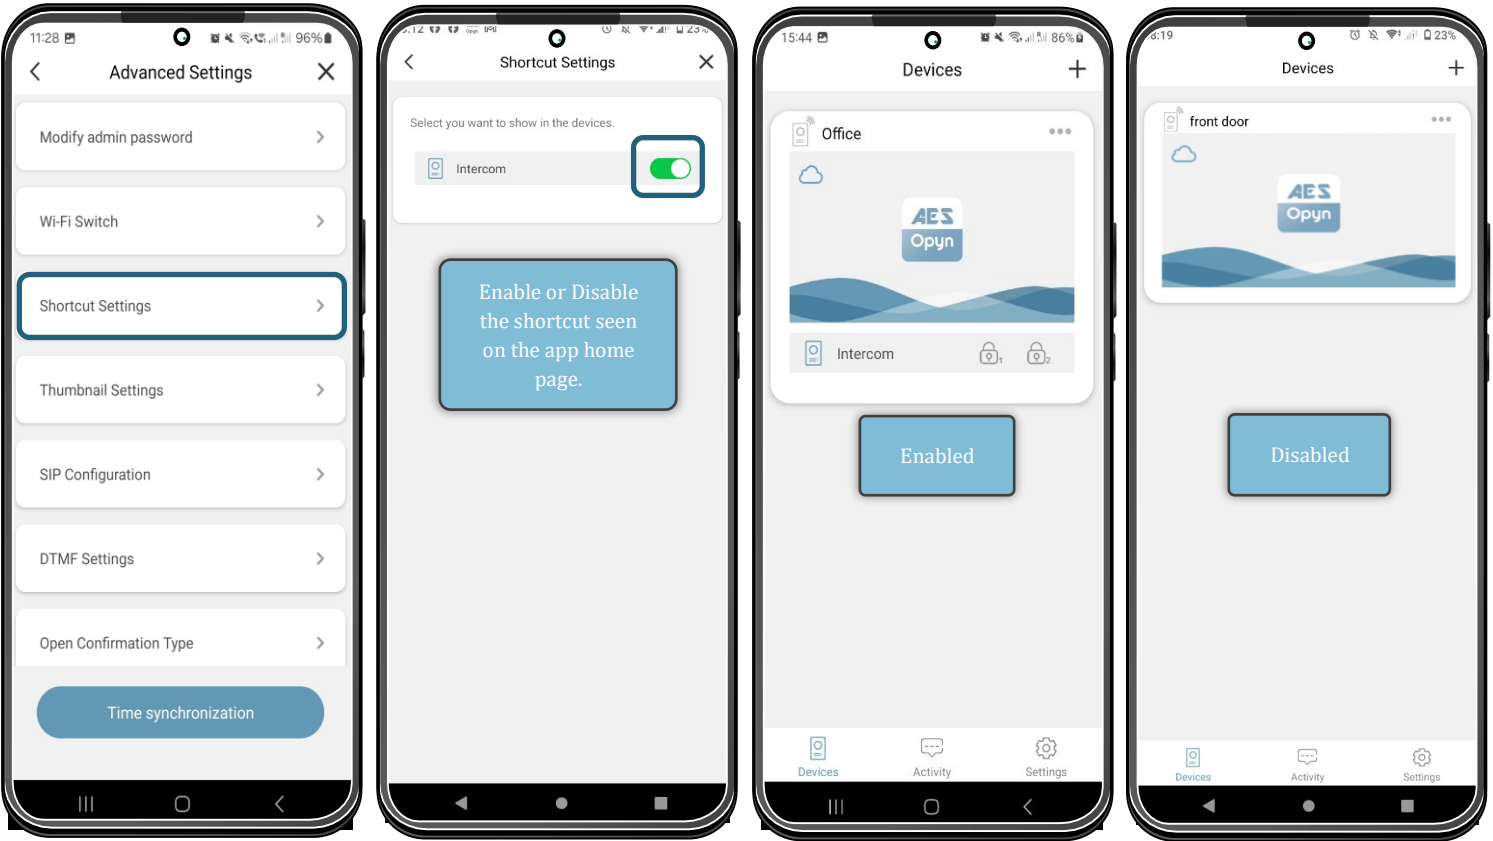 11:28
96%
Advanced Settings
Modify admin password
Wi-Fi Switch
Shortcut Settings
Thumbnail Settings
SIP Configuration
DTMF Settings
Open Confirmation Type
Time synchronization
Shortcut Settings
Select you want to show in the devices.
Intercom
Enable or Disable
the shortcut seen
on the app home
page.
15:44
86%
Devices
Office
AES
Opyn
Intercom
1
2
Enabled
Devices
Activity
Settings
8:19
23%
Devices
front door
AES
Opyn
Disabled
Devices
Activity
Settings